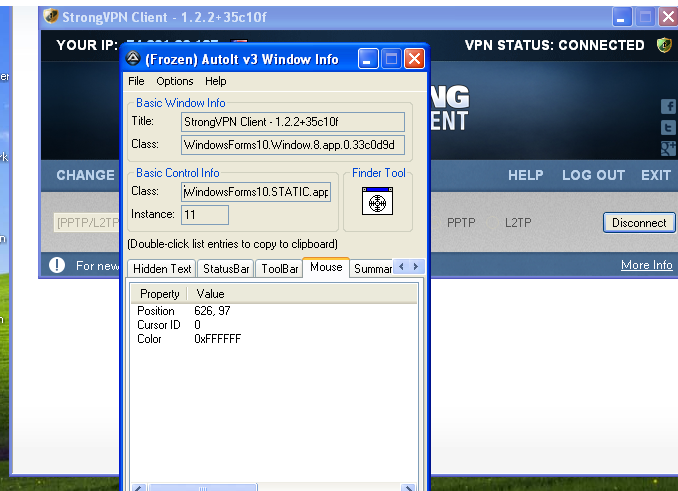 StrongVPN Client - 1.2.2+35c10f
YOUR IP:
VPN STATUS: CONNECTED
(Frozen) AutoIt v3 Window Info
File Options Help
Basic Window Info
Title: StrongVPN Client - 1.2.2+35c10f
Class: WindowsForms10.Window.8.app.0.33c0d9d
NG
ENT
Basic Control Info
Finder Tool
Class: WindowsForms10.STATIC.app
Instance: 11
CHANGE
HELP LOG OUT EXIT
[PPTP/L2TP
PPTP L2TP
Disconnect
(Double-click list entries to copy to clipboard)
For new
More Info
Hidden Text StatusBar ToolBar Mouse Summar
Property Value
Position 626, 97
Cursor ID 0
Color 0xFFFFFF